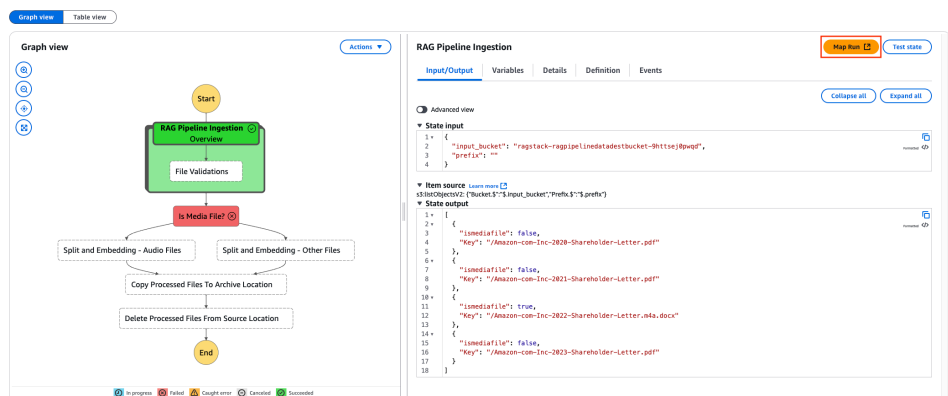 Graph view Table view
Graph view
Actions ▼
Start
RAG Pipeline Ingestion
Overview
File Validations
Is Media File?
Split and Embedding - Audio Files
Split and Embedding - Other Files
Copy Processed Files To Archive Location
Delete Processed Files From Source Location
End
In progress Failed Caught error Canceled Succeeded
RAG Pipeline Ingestion
Map Run Test state
Input/Output Variables Details Definition Events
Collapse all Expand all
Advanced view
▼ State input
1 ▾ {
2 "input_bucket": "ragstack-ragpipelinedatadestbucket-9httsej0pwqd",
3 "prefix": ""
4 }
Formatted </>
▼ Item source Learn more
s3:listObjectsV2: {"Bucket.$":"$.input_bucket","Prefix.$":"$.prefix"}
▼ State output
1 ▾ [
2 ▾ {
3 "ismediafile": false,
4 "Key": "/Amazon-com-Inc-2020-Shareholder-Letter.pdf"
5 },
6 ▾ {
7 "ismediafile": false,
8 "Key": "/Amazon-com-Inc-2021-Shareholder-Letter.pdf"
9 },
10 ▾ {
11 "ismediafile": true,
12 "Key": "/Amazon-com-Inc-2022-Shareholder-Letter.m4a.docx"
13 },
14 ▾ {
15 "ismediafile": false,
16 "Key": "/Amazon-com-Inc-2023-Shareholder-Letter.pdf"
17 }
18 ]
Formatted </>